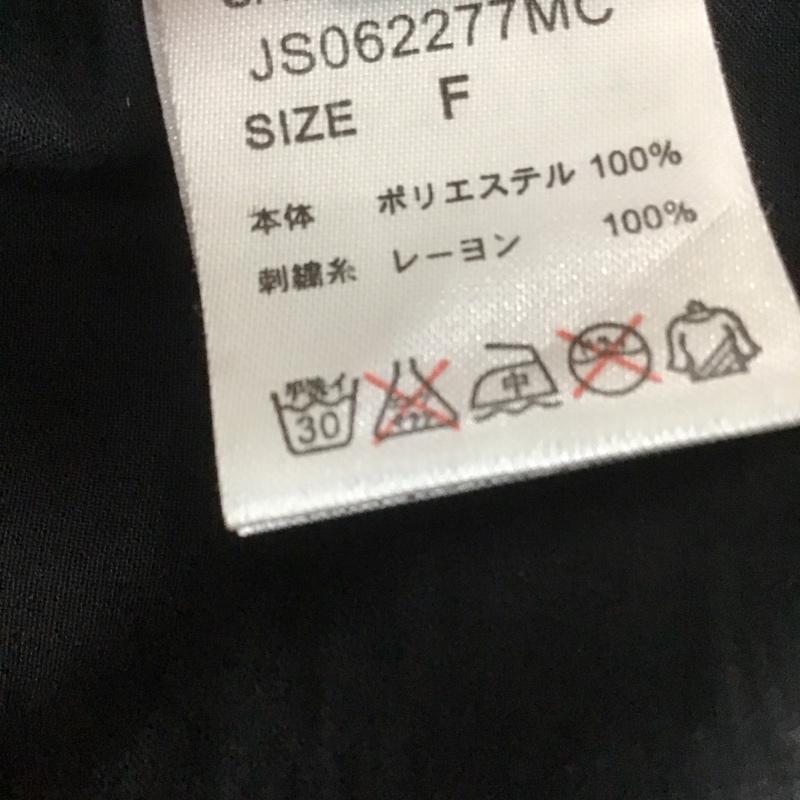 JS062277MC
SIZE F
本体 ポリエステル 100%
刺繍糸 レーヨン 100%
手洗イ 30 中